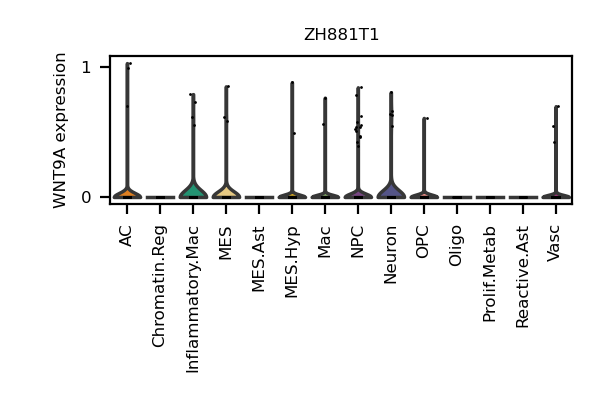 ZH881T1
WNT9A expression
1
0
AC
Chromatin.Reg
Inflammatory.Mac
MES
MES.Ast
MES.Hyp
Mac
NPC
Neuron
OPC
Oligo
Prolif.Metab
Reactive.Ast
Vasc